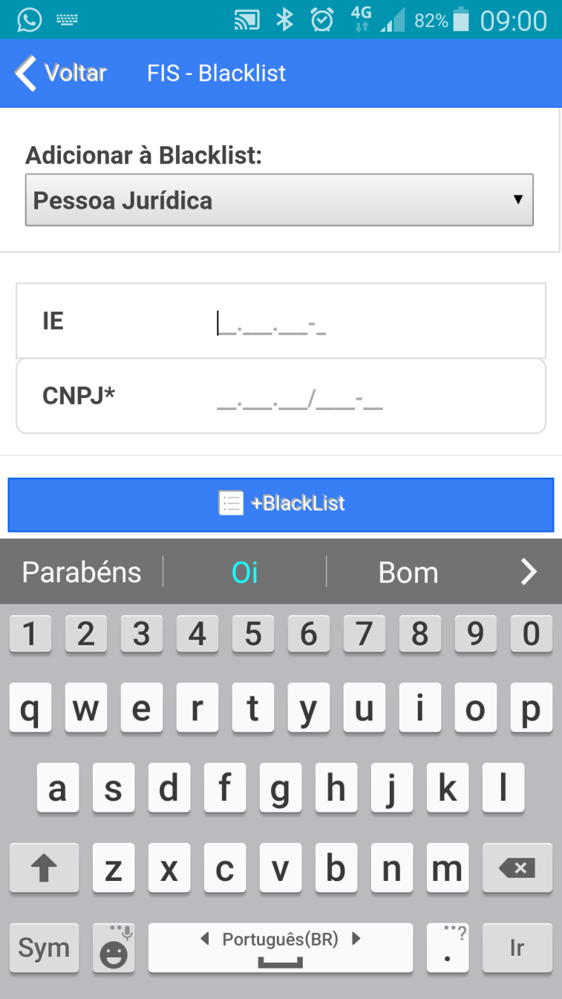 4G 82% 09:00
Voltar FIS - Blacklist
Adicionar à Blacklist:
Pessoa Jurídica ▼
IE __.___.___-_
CNPJ* __.___.___/____-__
+BlackList
Parabéns Oi Bom
1 2 3 4 5 6 7 8 9 0
q w e r t y u i o p
a s d f g h j k l
z x c v b n m
Sym Português(BR) . ? Ir